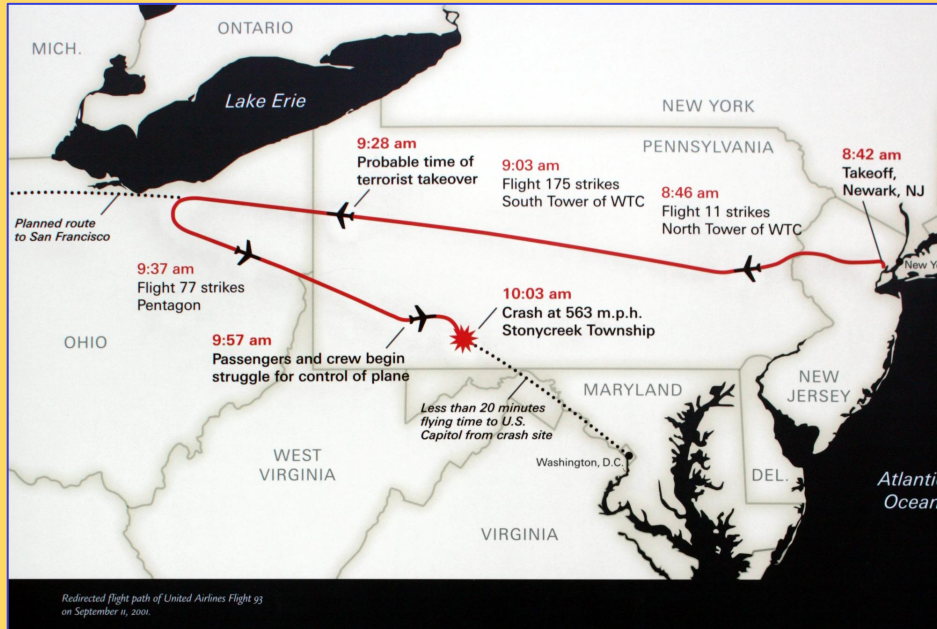 ONTARIO
MICH.
Lake Erie
NEW YORK
PENNSYLVANIA
9:28 am
Probable time of
terrorist takeover
9:03 am
Flight 175 strikes
South Tower of WTC
8:46 am
Flight 11 strikes
North Tower of WTC
8:42 am
Takeoff,
Newark, NJ
Planned route
to San Francisco
New Yo
9:37 am
Flight 77 strikes
Pentagon
10:03 am
Crash at 563 m.p.h.
Stonycreek Township
OHIO
9:57 am
Passengers and crew begin
struggle for control of plane
MARYLAND
NEW
JERSEY
Less than 20 minutes
flying time to U.S.
Capitol from crash site
WEST
VIRGINIA
Washington, D.C.
DEL.
Atlantic
Ocean
VIRGINIA
Redirected flight path of United Airlines Flight 93
on September 11, 2001.